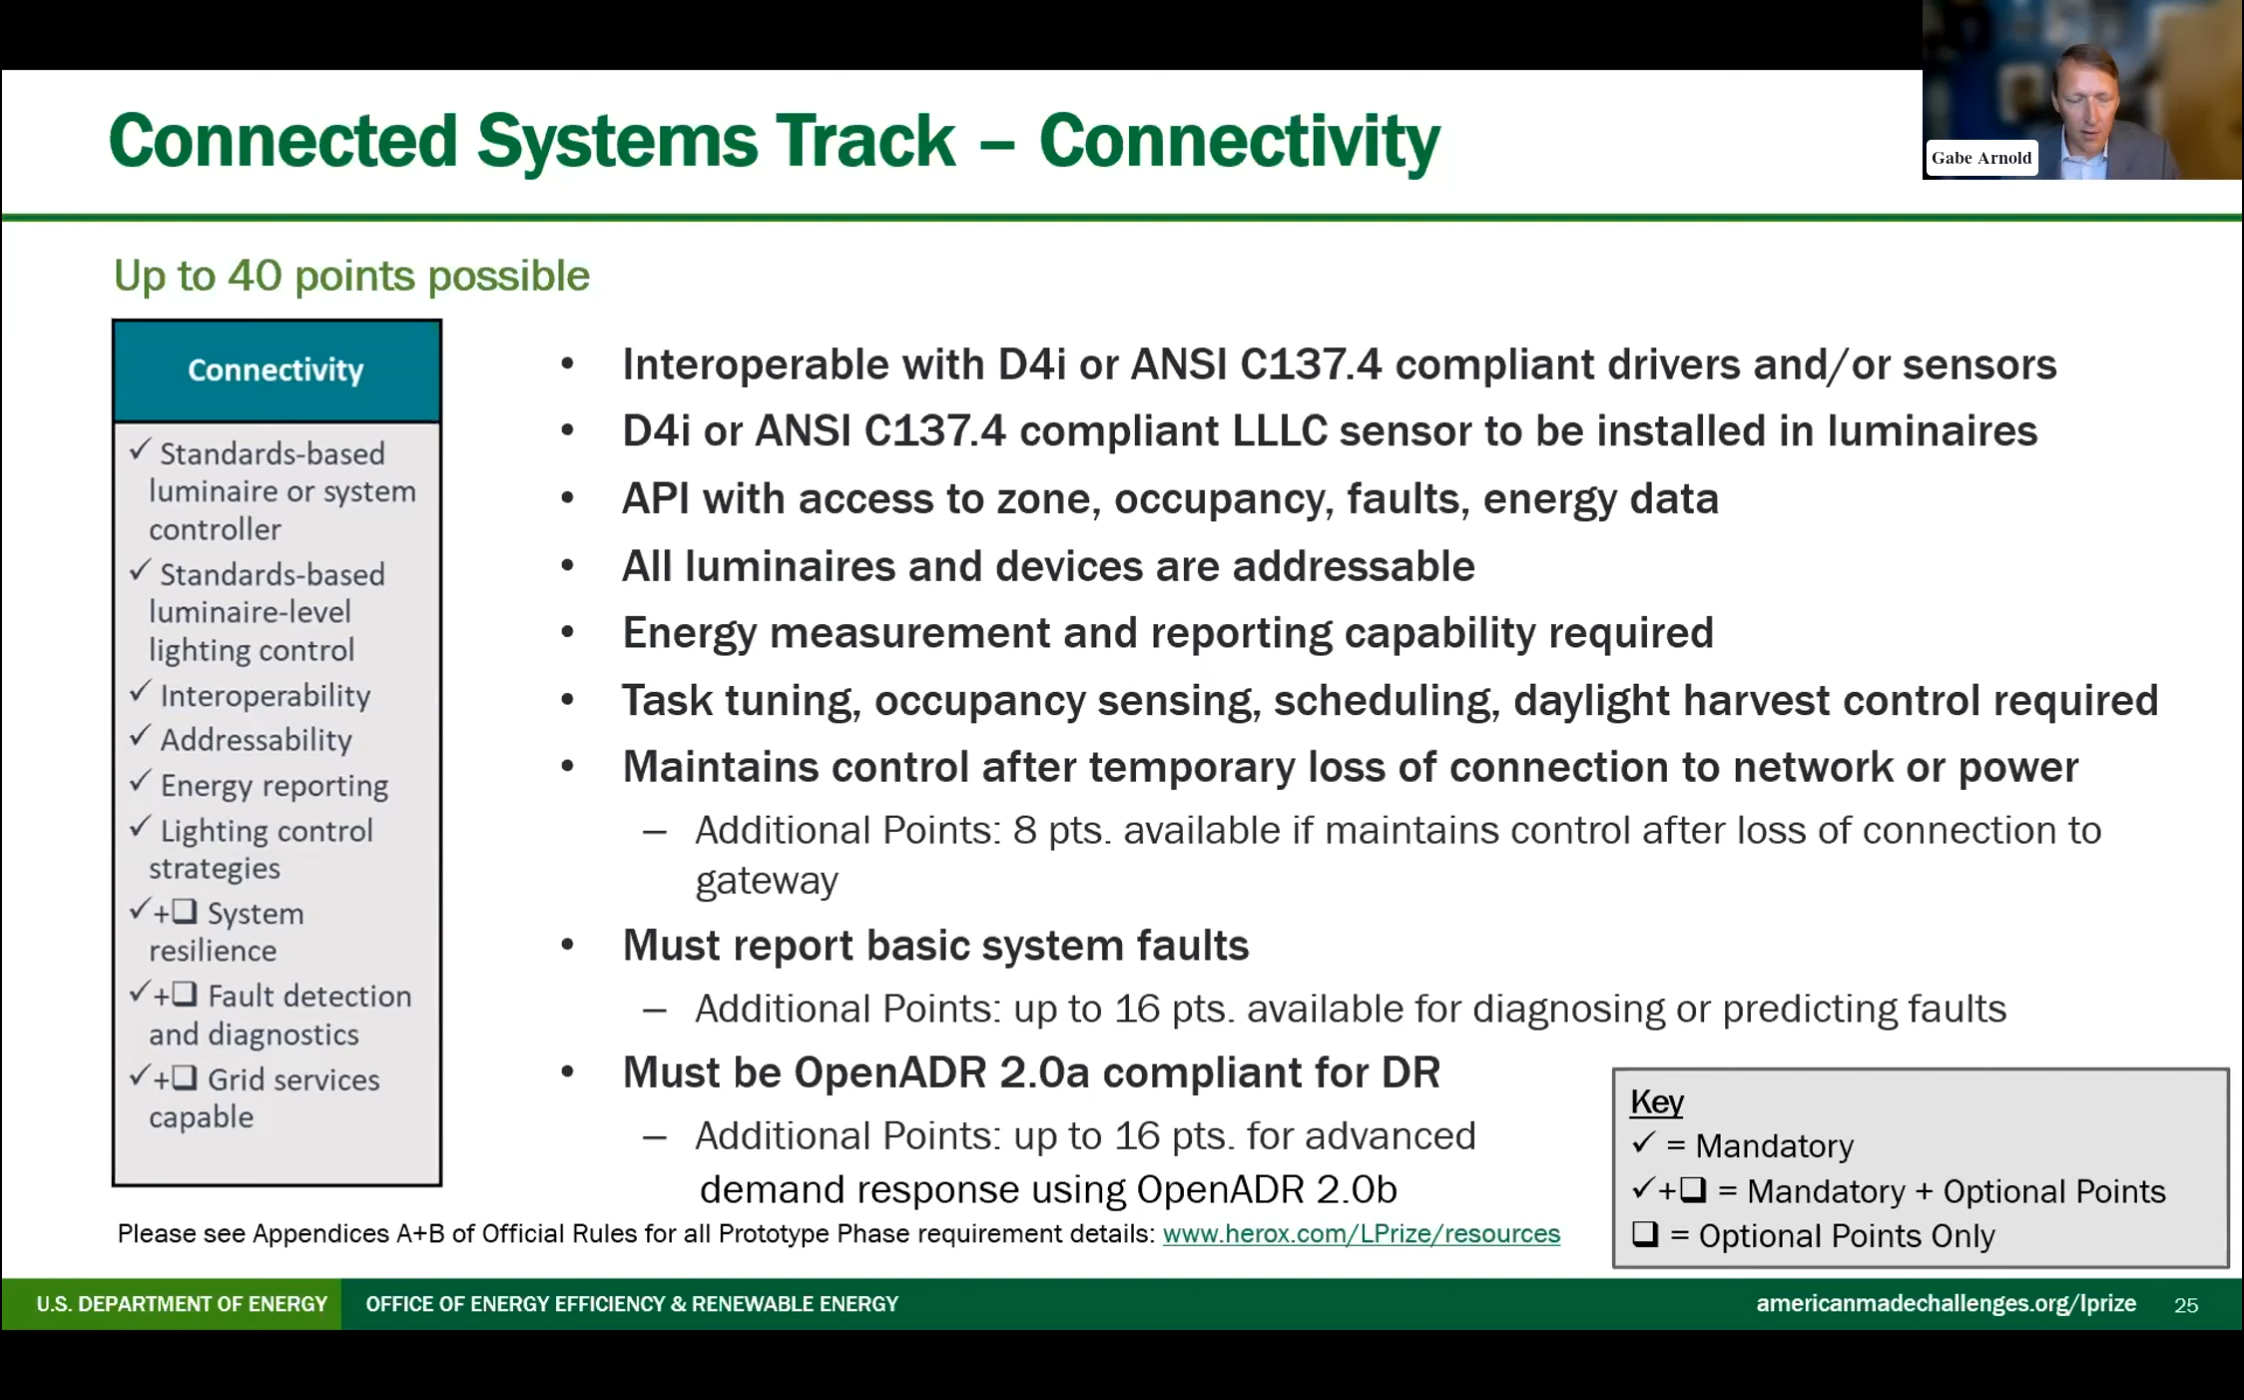 Connected Systems Track – Connectivity
Gabe Arnold
Up to 40 points possible
Connectivity
✓ Standards-based
luminaire or system
controller
✓ Standards-based
luminaire-level
lighting control
✓ Interoperability
✓ Addressability
✓ Energy reporting
✓ Lighting control
strategies
✓+❑ System
resilience
✓+❑ Fault detection
and diagnostics
✓+❑ Grid services
capable
• Interoperable with D4i or ANSI C137.4 compliant drivers and/or sensors
• D4i or ANSI C137.4 compliant LLLC sensor to be installed in luminaires
• API with access to zone, occupancy, faults, energy data
• All luminaires and devices are addressable
• Energy measurement and reporting capability required
• Task tuning, occupancy sensing, scheduling, daylight harvest control required
• Maintains control after temporary loss of connection to network or power
– Additional Points: 8 pts. available if maintains control after loss of connection to
gateway
• Must report basic system faults
– Additional Points: up to 16 pts. available for diagnosing or predicting faults
• Must be OpenADR 2.0a compliant for DR
– Additional Points: up to 16 pts. for advanced
demand response using OpenADR 2.0b
Key
✓ = Mandatory
✓+❑ = Mandatory + Optional Points
❑ = Optional Points Only
Please see Appendices A+B of Official Rules for all Prototype Phase requirement details: www.herox.com/LPrize/resources
U.S. DEPARTMENT OF ENERGY OFFICE OF ENERGY EFFICIENCY & RENEWABLE ENERGY americanmadechallenges.org/lprize 25